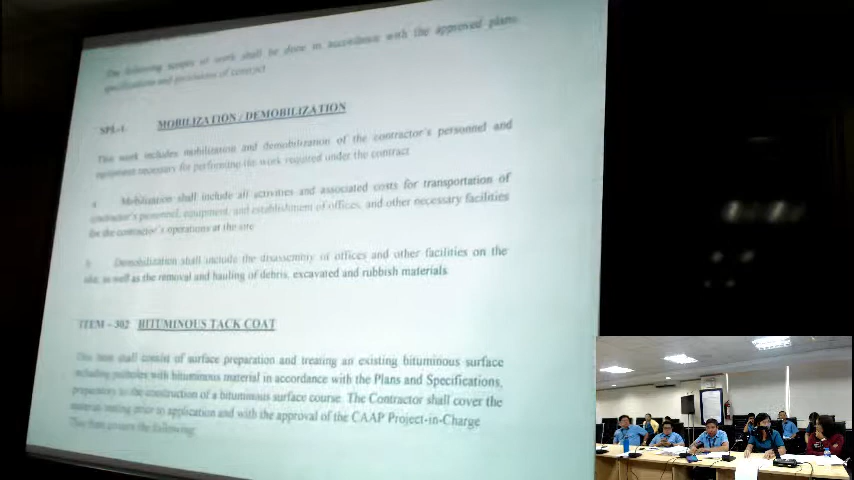 The following scopes of work shall be done in accordance with the approved plans,
specifications and provisions of contract
SPL-1 MOBILIZATION / DEMOBILIZATION
This work includes mobilization and demobilization of the contractor's personnel and
equipment necessary for performing the work required under the contract
a. Mobilization shall include all activities and associated costs for transportation of
contractor's personnel, equipment, and establishment of offices, and other necessary facilities
for the contractor's operations at the site
b. Demobilization shall include the disassembly of offices and other facilities on the
site, as well as the removal and hauling of debris, excavated and rubbish materials
ITEM – 302 BITUMINOUS TACK COAT
This item shall consist of surface preparation and treating an existing bituminous surface
including potholes with bituminous material in accordance with the Plans and Specifications,
preparatory to the construction of a bituminous surface course. The Contractor shall cover the
material testing prior to application and with the approval of the CAAP Project-in-Charge
This item covers the following: